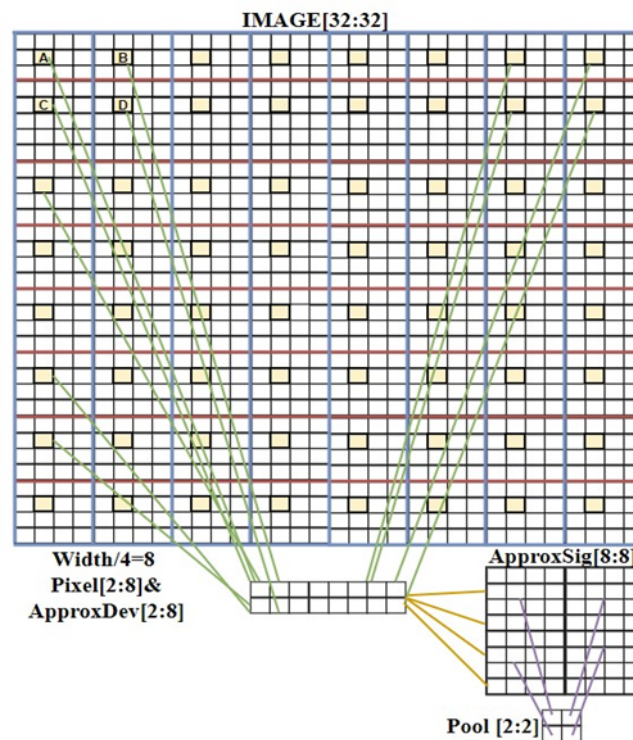 IMAGE[32:32]
A B
C D
Width/4=8
Pixel[2:8]&
ApproxDev[2:8]
ApproxSig[8:8]
Pool [2:2]